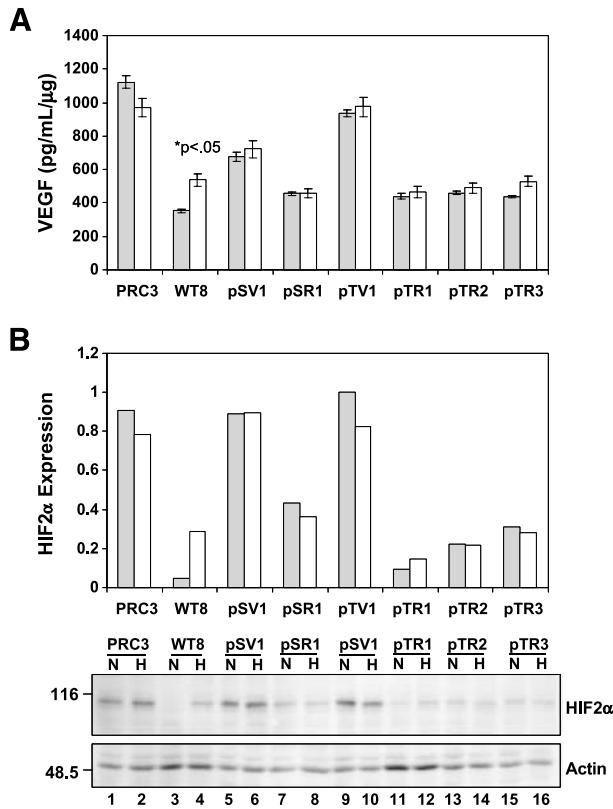 A
VEGF (pg/mL/µg)
1400
1200
1000
800
600
400
200
0
*p<.05
PRC3 WT8 pSV1 pSR1 pTV1 pTR1 pTR2 pTR3
B
HIF2α Expression
1.2
1
0.8
0.6
0.4
0.2
0
PRC3 WT8 pSV1 pSR1 pTV1 pTR1 pTR2 pTR3
PRC3 WT8 pSV1 pSR1 pSV1 pTR1 pTR2 pTR3
N H N H N H N H N H N H N H N H
116
HIF2α
48.5
Actin
1 2 3 4 5 6 7 8 9 10 11 12 13 14 15 16